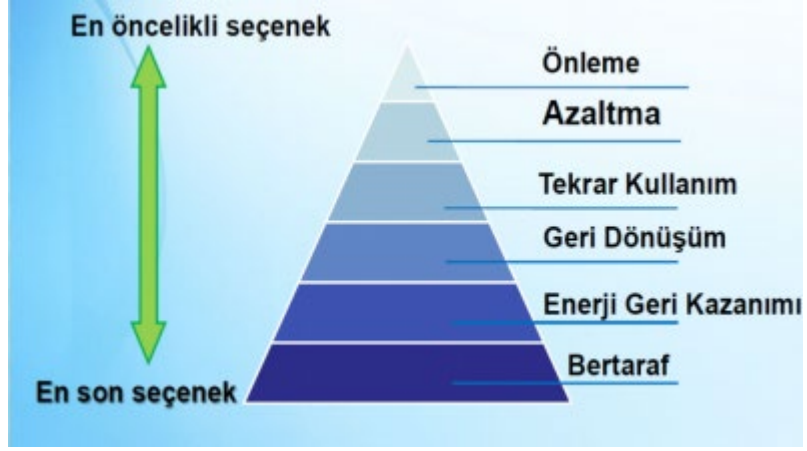 En öncelikli seçenek
Önleme
Azaltma
Tekrar Kullanım
Geri Dönüşüm
Enerji Geri Kazanımı
Bertaraf
En son seçenek